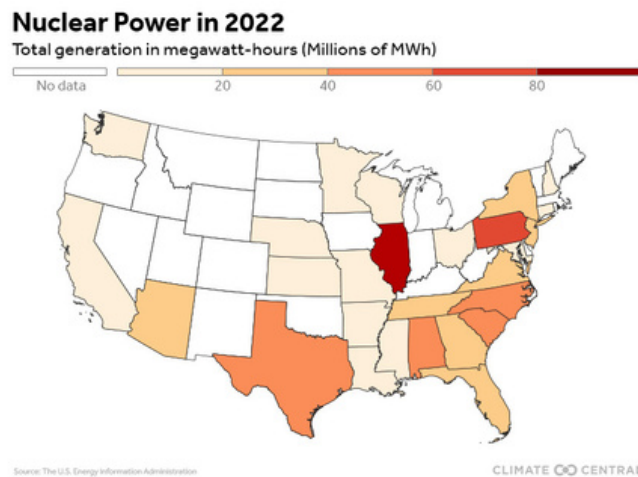 Nuclear Power in 2022
Total generation in megawatt-hours (Millions of MWh)
No data 20 40 60 80
Source: The U.S. Energy Information Administration
CLIMATE CENTRAL